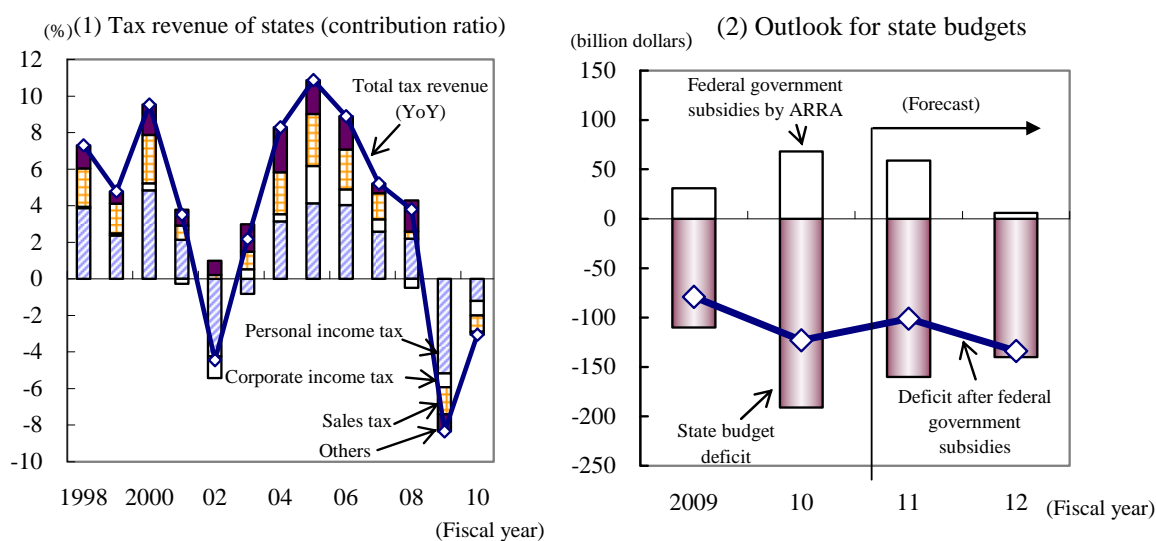 (%)(1) Tax revenue of states (contribution ratio)
12
10
8
6
4
2
0
-2
-4
-6
-8
-10
Total tax revenue
(YoY)
Personal income tax
Corporate income tax
Sales tax
Others
1998 2000 02 04 06 08 10
(Fiscal year)
(2) Outlook for state budgets
(billion dollars)
150
100
50
0
-50
-100
-150
-200
-250
Federal government
subsidies by ARRA
(Forecast)
State budget
deficit
Deficit after federal
government
subsidies
2009 10 11 12 (Fiscal year)